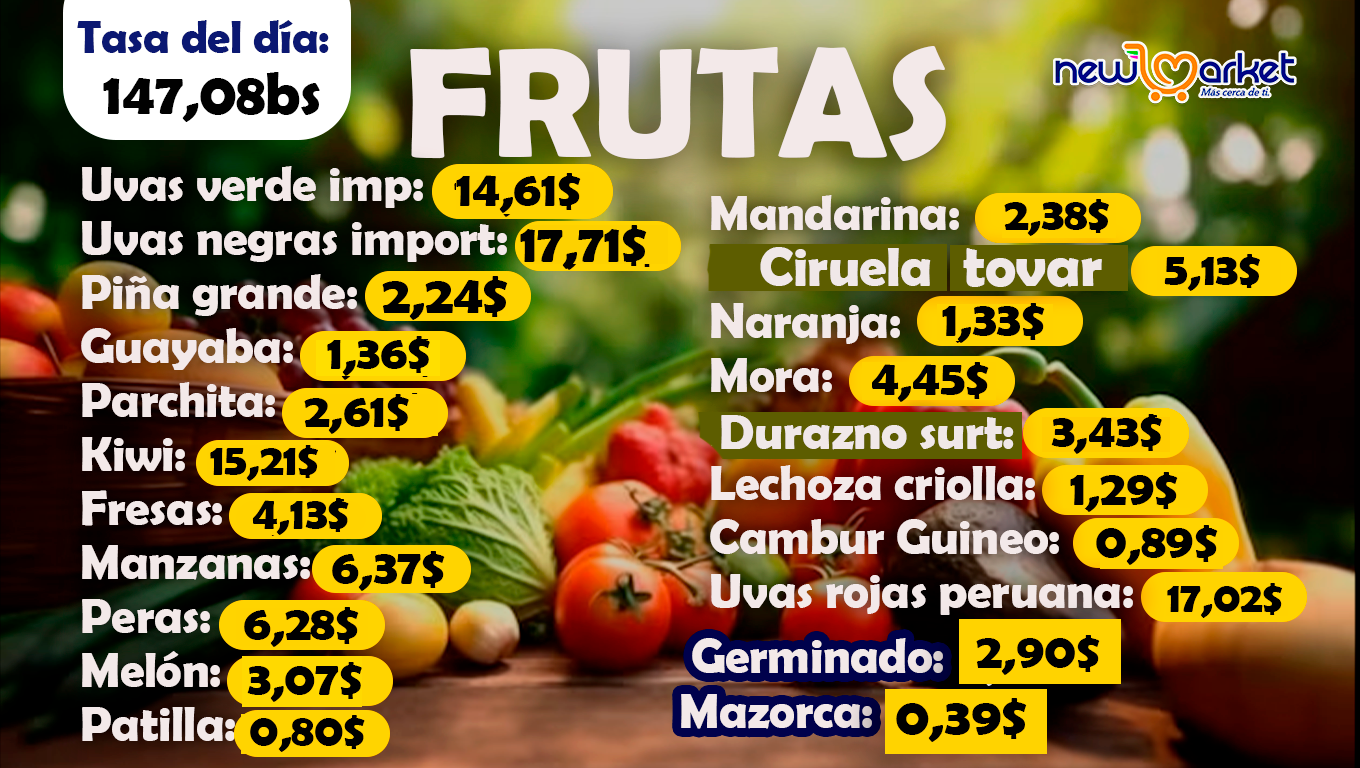 Tasa del día:
147,08bs
FRUTAS
newmarket
Más cerca de ti.
Uvas verde imp: 14,61$
Uvas negras import: 17,71$
Piña grande: 2,24$
Guayaba: 1,36$
Parchita: 2,61$
Kiwi: 15,21$
Fresas: 4,13$
Manzanas: 6,37$
Peras: 6,28$
Melón: 3,07$
Patilla: 0,80$
Mandarina: 2,38$
Ciruela tovar 5,13$
Naranja: 1,33$
Mora: 4,45$
Durazno surt: 3,43$
Lechoza criolla: 1,29$
Cambur Guineo: 0,89$
Uvas rojas peruana: 17,02$
Germinado: 2,90$
Mazorca: 0,39$